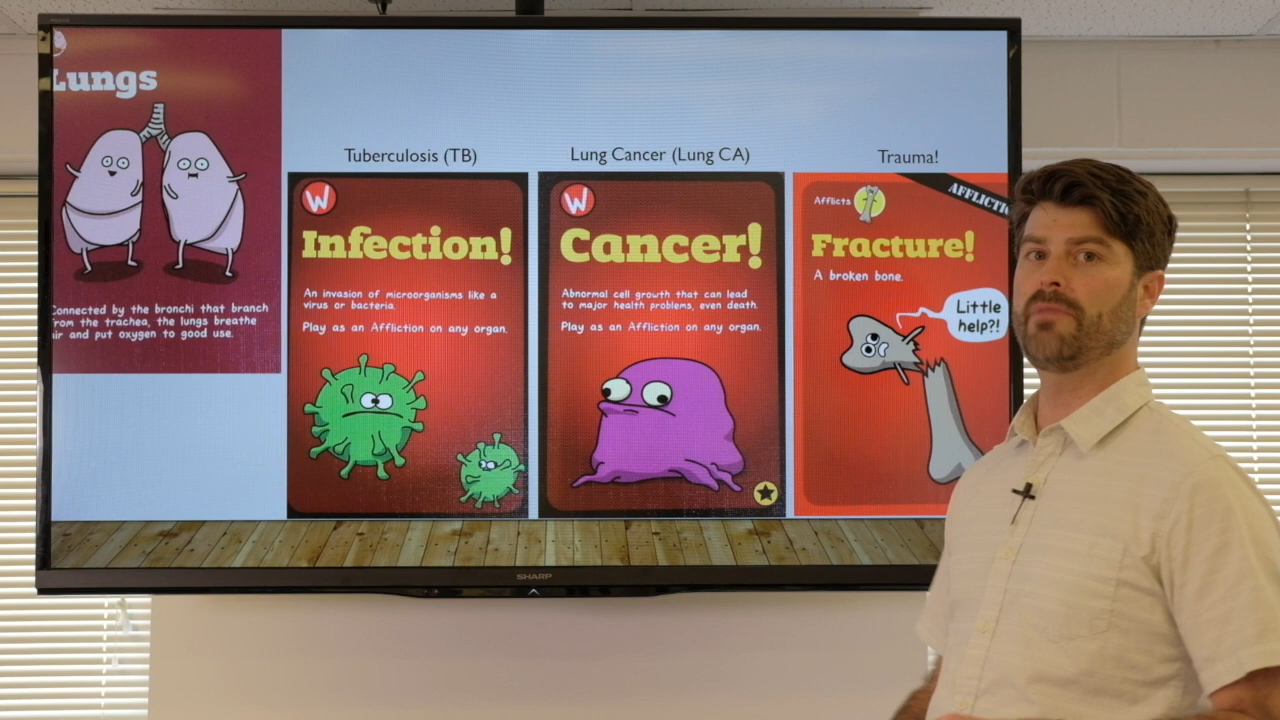 Lungs
Connected by the bronchi that branch
from the trachea, the lungs breathe
air and put oxygen to good use.
Tuberculosis (TB)
W
Infection!
An invasion of microorganisms like a
virus or bacteria.
Play as an Affliction on any organ.
Lung Cancer (Lung CA)
W
Cancer!
Abnormal cell growth that can lead
to major health problems, even death.
Play as an Affliction on any organ.
Trauma!
Afflicts
AFFLICTIO
Fracture!
A broken bone.
Little
help?!
SHARP